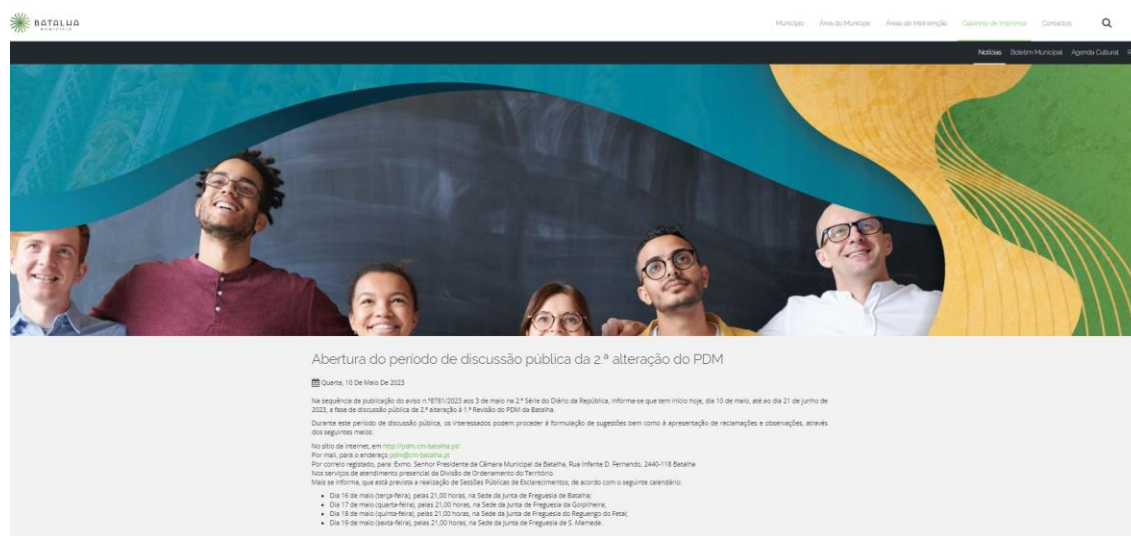 BATALHA
MUNICÍPIO
Município Área do Munícipe Áreas de Intervenção Gabinete de Imprensa Contactos
Notícias Boletim Municipal Agenda Cultural
Abertura do período de discussão pública da 2.ª alteração do PDM
Quarta, 10 De Maio De 2023
Na sequência da publicação do aviso n.º8781/2023 aos 3 de maio na 2.ª Série do Diário da República, informa-se que tem início hoje, dia 10 de maio, até ao dia 21 de junho de
2023, a fase de discussão pública da 2.ª alteração à 1.ª Revisão do PDM da Batalha.
Durante este período de discussão pública, os interessados podem proceder à formulação de sugestões bem como à apresentação de reclamações e observações, através
dos seguintes meios:
No sítio da internet, em http://pdm.cm-batalha.pt/
Por mail, para o endereço pdm@cm-batalha.pt
Por correio registado, para: Exmo. Senhor Presidente da Câmara Municipal da Batalha, Rua Infante D. Fernando, 2440-118 Batalha
Nos serviços de atendimento presencial da Divisão de Ordenamento do Território
Mais se informa, que está prevista a realização de Sessões Públicas de Esclarecimentos, de acordo com o seguinte calendário:
• Dia 16 de maio (terça-feira), pelas 21,00 horas, na Sede da Junta de Freguesia de Batalha;
• Dia 17 de maio (quarta-feira), pelas 21,00 horas, na Sede da Junta de Freguesia da Golpilheira;
• Dia 18 de maio (quinta-feira), pelas 21,00 horas, na Sede da Junta de Freguesia do Reguengo do Fetal;
• Dia 19 de maio (sexta-feira), pelas 21,00 horas, na Sede da Junta de Freguesia de S. Mamede.